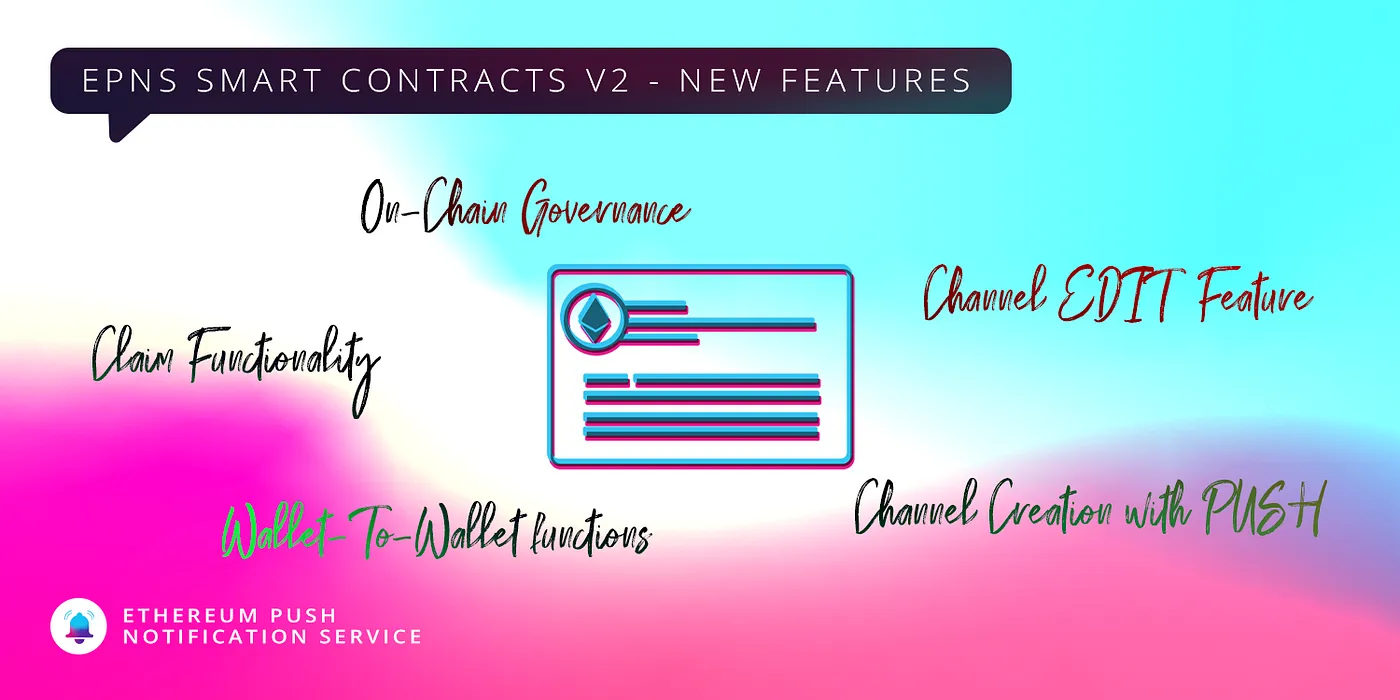 EPNS SMART CONTRACTS V2 - NEW FEATURES
On-Chain Governance
Channel EDIT Feature
Claim Functionality
Channel Creation with PUSH
Wallet-To-Wallet functions
ETHEREUM PUSH
NOTIFICATION SERVICE